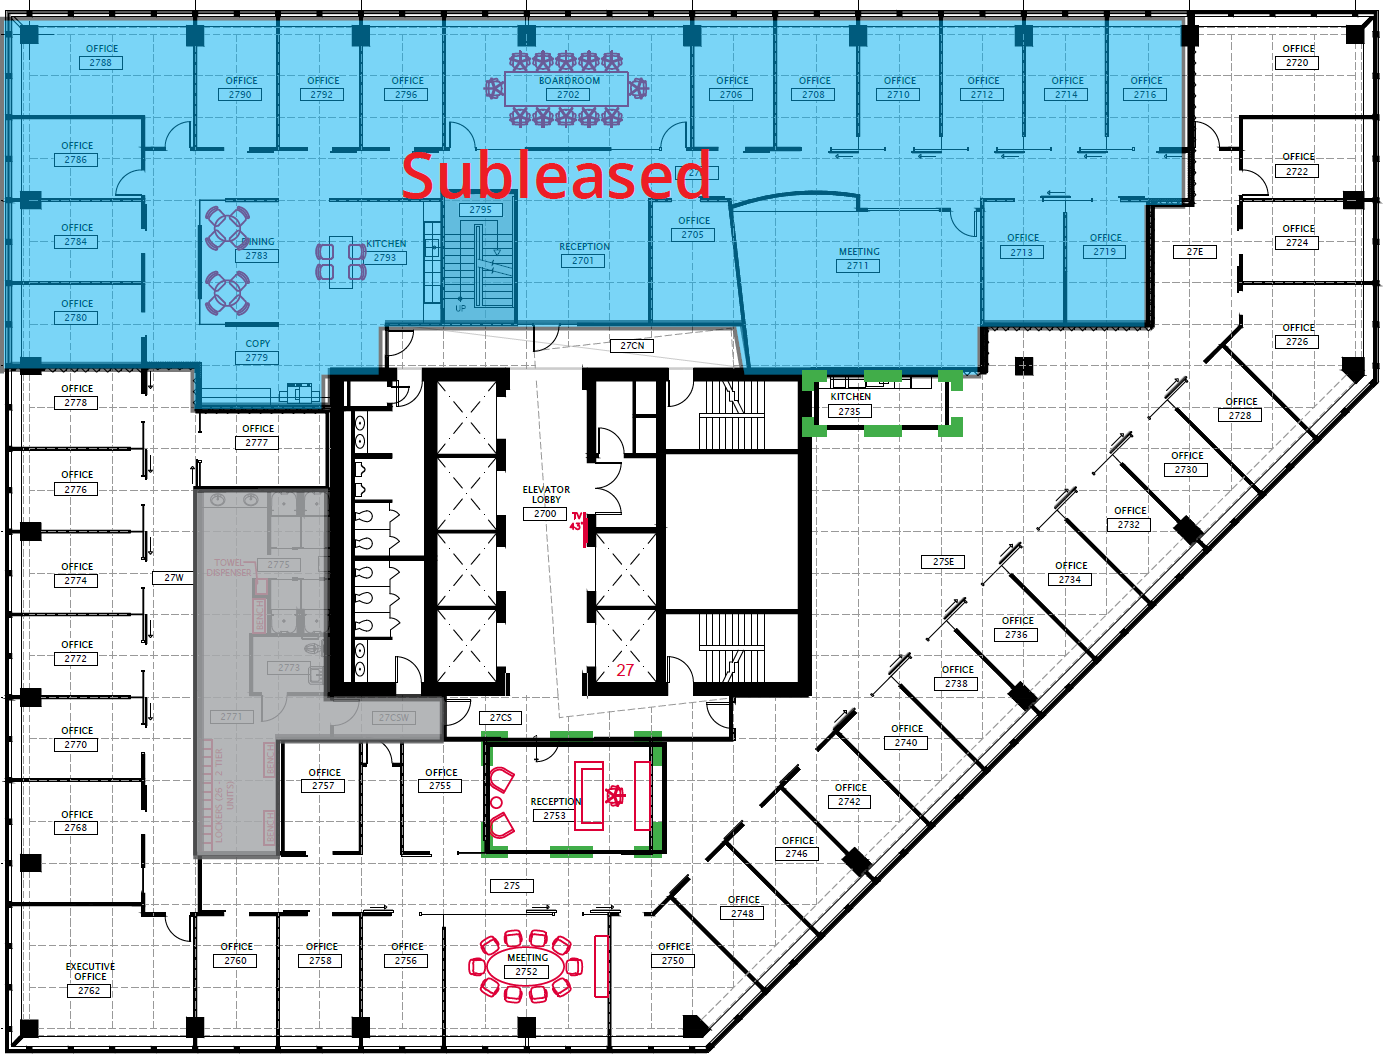 OFFICE
2788
OFFICE
2790
OFFICE
2792
OFFICE
2796
BOARDROOM
2702
OFFICE
2706
OFFICE
2708
OFFICE
2710
OFFICE
2712
OFFICE
2714
OFFICE
2716
OFFICE
2720
OFFICE
2786
Subleased
OFFICE
2722
OFFICE
2784
DINING
2783
KITCHEN
2793
2795
UP
RECEPTION
2701
OFFICE
2705
MEETING
2711
OFFICE
2713
OFFICE
2719
27E
OFFICE
2724
OFFICE
2780
COPY
2779
27CN
OFFICE
2726
OFFICE
2778
OFFICE
2777
KITCHEN
2735
OFFICE
2728
OFFICE
2776
ELEVATOR
LOBBY
2700
TV
43"
OFFICE
2730
OFFICE
2732
OFFICE
2774
27W
TOWEL
DISPENSER
2775
BENCH
27SE
OFFICE
2734
OFFICE
2772
2773
27
OFFICE
2736
OFFICE
2738
OFFICE
2770
2771
27CSW
27CS
OFFICE
2740
LOCKERS (26 - 2 TIER
UNITS)
BENCH
BENCH
OFFICE
2757
OFFICE
2755
RECEPTION
2753
OFFICE
2742
OFFICE
2768
OFFICE
2746
27S
OFFICE
2748
EXECUTIVE
OFFICE
2762
OFFICE
2760
OFFICE
2758
OFFICE
2756
MEETING
2752
OFFICE
2750